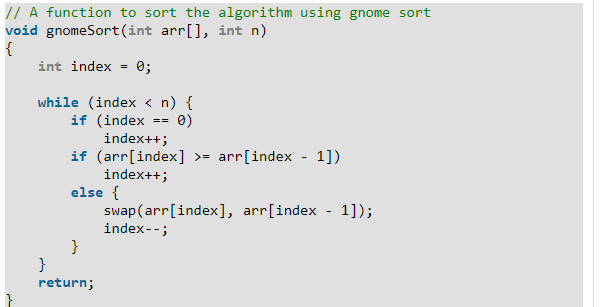 // A function to sort the algorithm using gnome sort
void gnomeSort(int arr[], int n)
{
    int index = 0;

    while (index < n) {
        if (index == 0)
            index++;
        if (arr[index] >= arr[index - 1])
            index++;
        else {
            swap(arr[index], arr[index - 1]);
            index--;
        }
    }
    return;
}